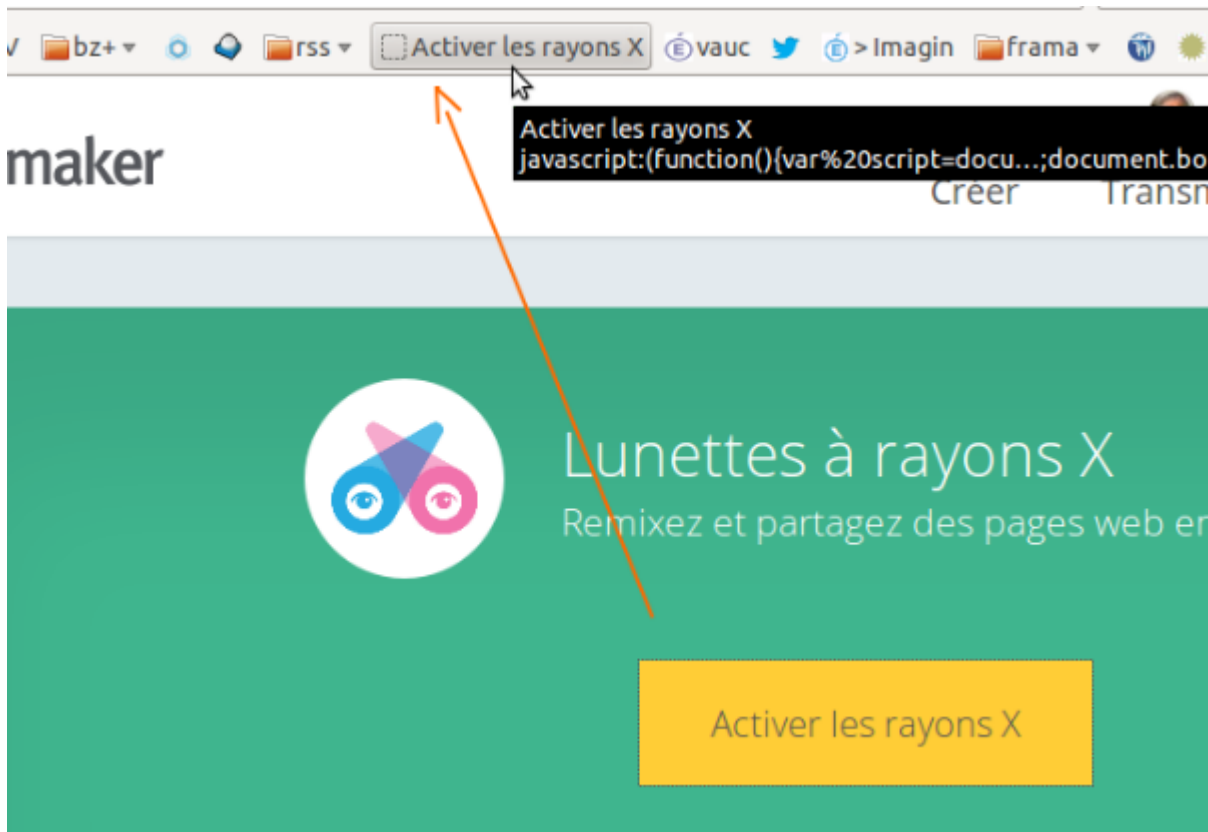 bz+ rss Activer les rayons X vauc > Imagin frama
Activer les rayons X
javascript:(function(){var%20script=docu...;document.bo
maker
Créer Transm
Lunettes à rayons X
Remixez et partagez des pages web en
Activer les rayons X